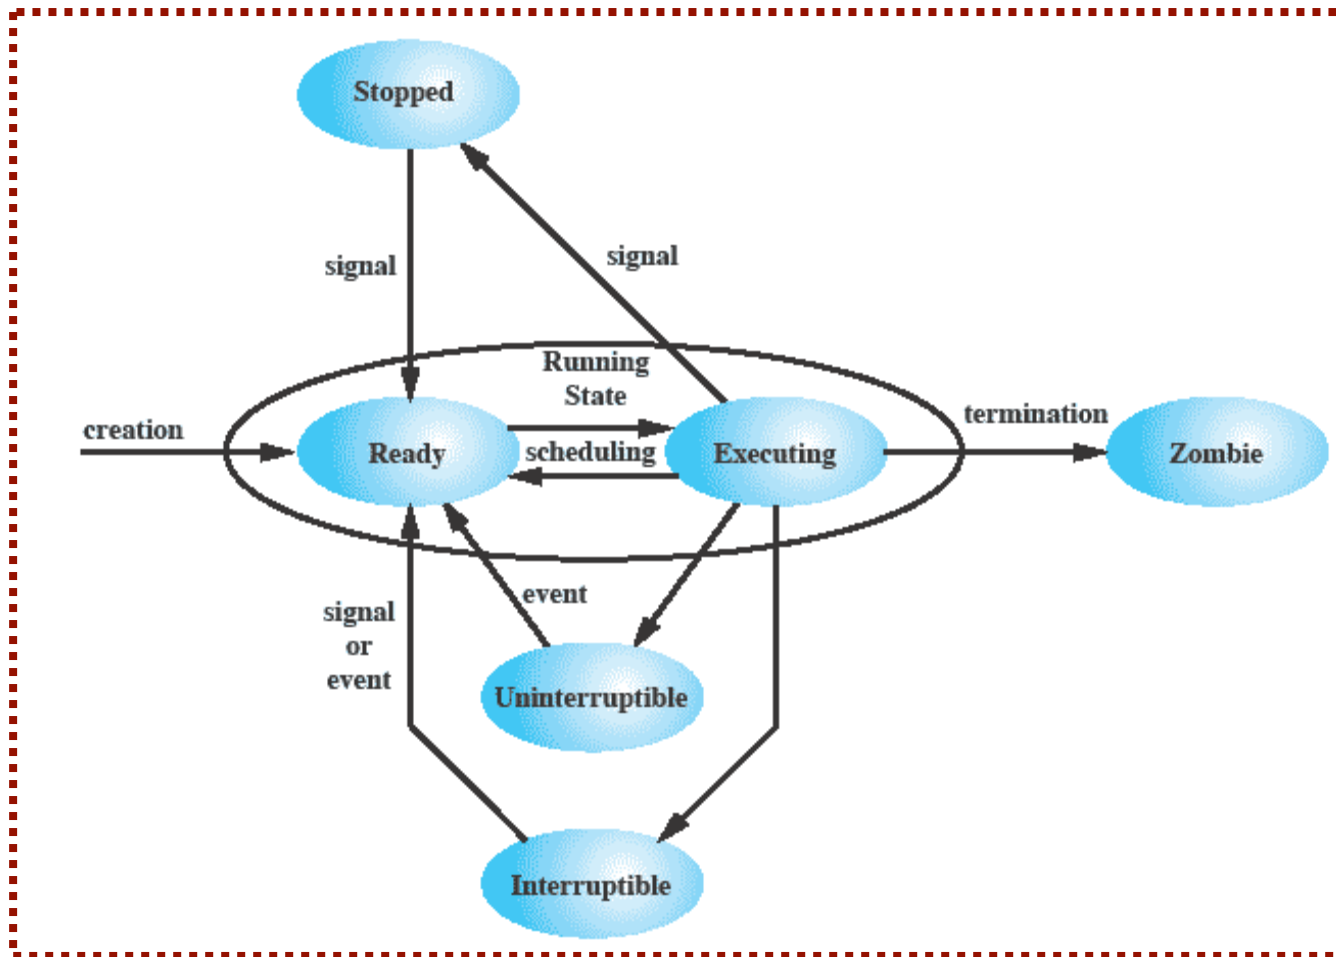 Stopped
signal
signal
Running
State
creation
termination
Ready
scheduling
Executing
Zombie
event
signal
or
event
Uninterruptible
Interruptible